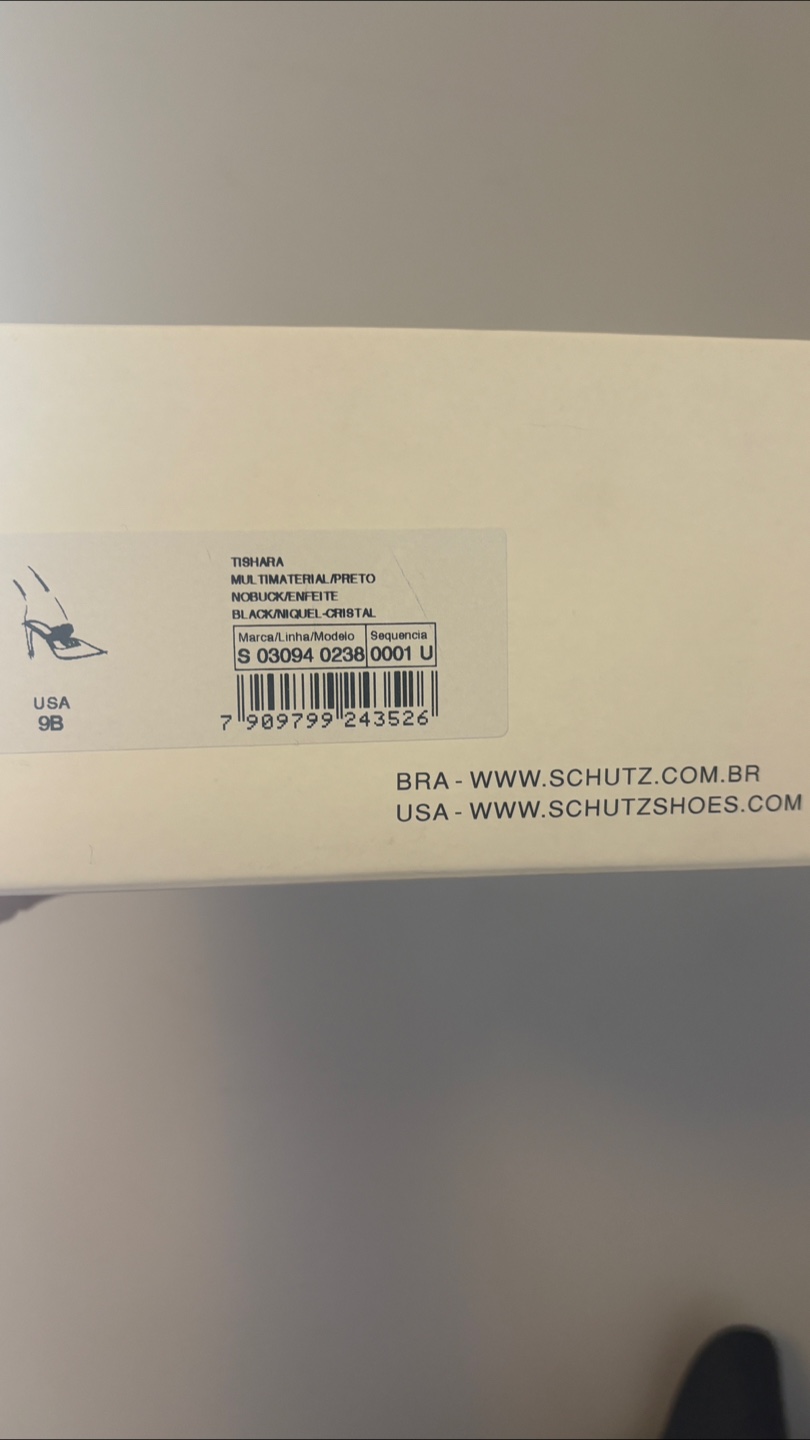 TISHARA
MULTIMATERIAL/PRETO
NOBUCK/ENFEITE
BLACK/NIQUEL-CRISTAL
Marca/Linha/Modelo Sequencia
S 03094 0238 0001 U
7 909799 243526
USA
9B
BRA - WWW.SCHUTZ.COM.BR
USA - WWW.SCHUTZSHOES.COM